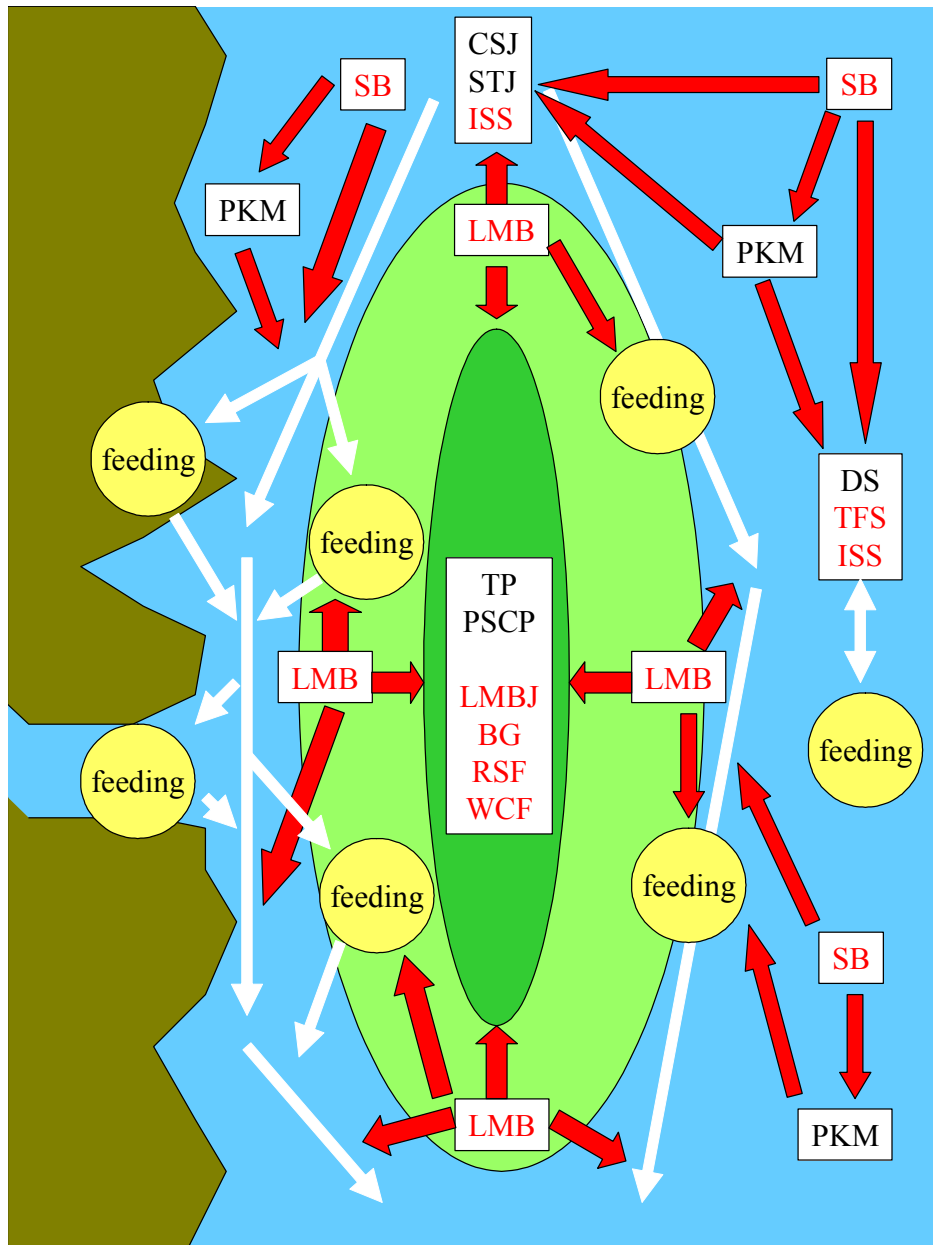 CSJ
STJ
ISS
SB
SB
PKM
LMB
PKM
feeding
feeding
DS
TFS
ISS
feeding
TP
PSCP
LMBJ
BG
RSF
WCF
LMB
LMB
feeding
feeding
feeding
feeding
SB
LMB
PKM